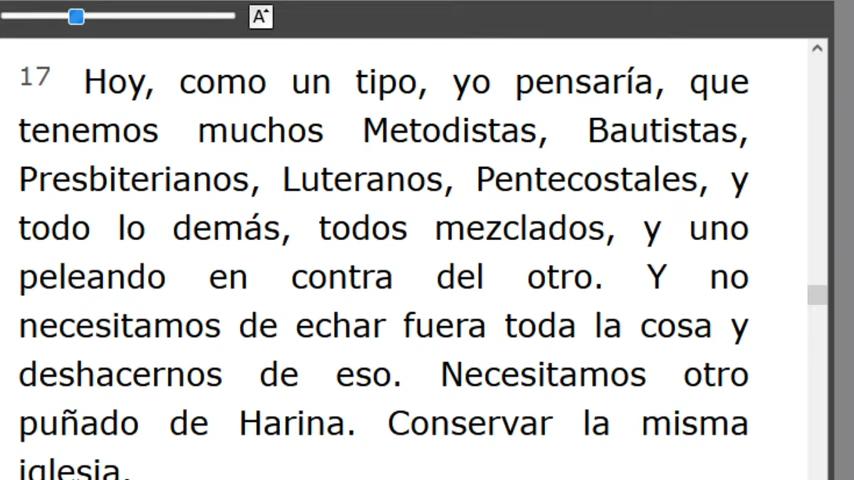 A
17 Hoy, como un tipo, yo pensaría, que
tenemos muchos Metodistas, Bautistas,
Presbiterianos, Luteranos, Pentecostales, y
todo lo demás, todos mezclados, y uno
peleando en contra del otro. Y no
necesitamos de echar fuera toda la cosa y
deshacernos de eso. Necesitamos otro
puñado de Harina. Conservar la misma
iglesia.